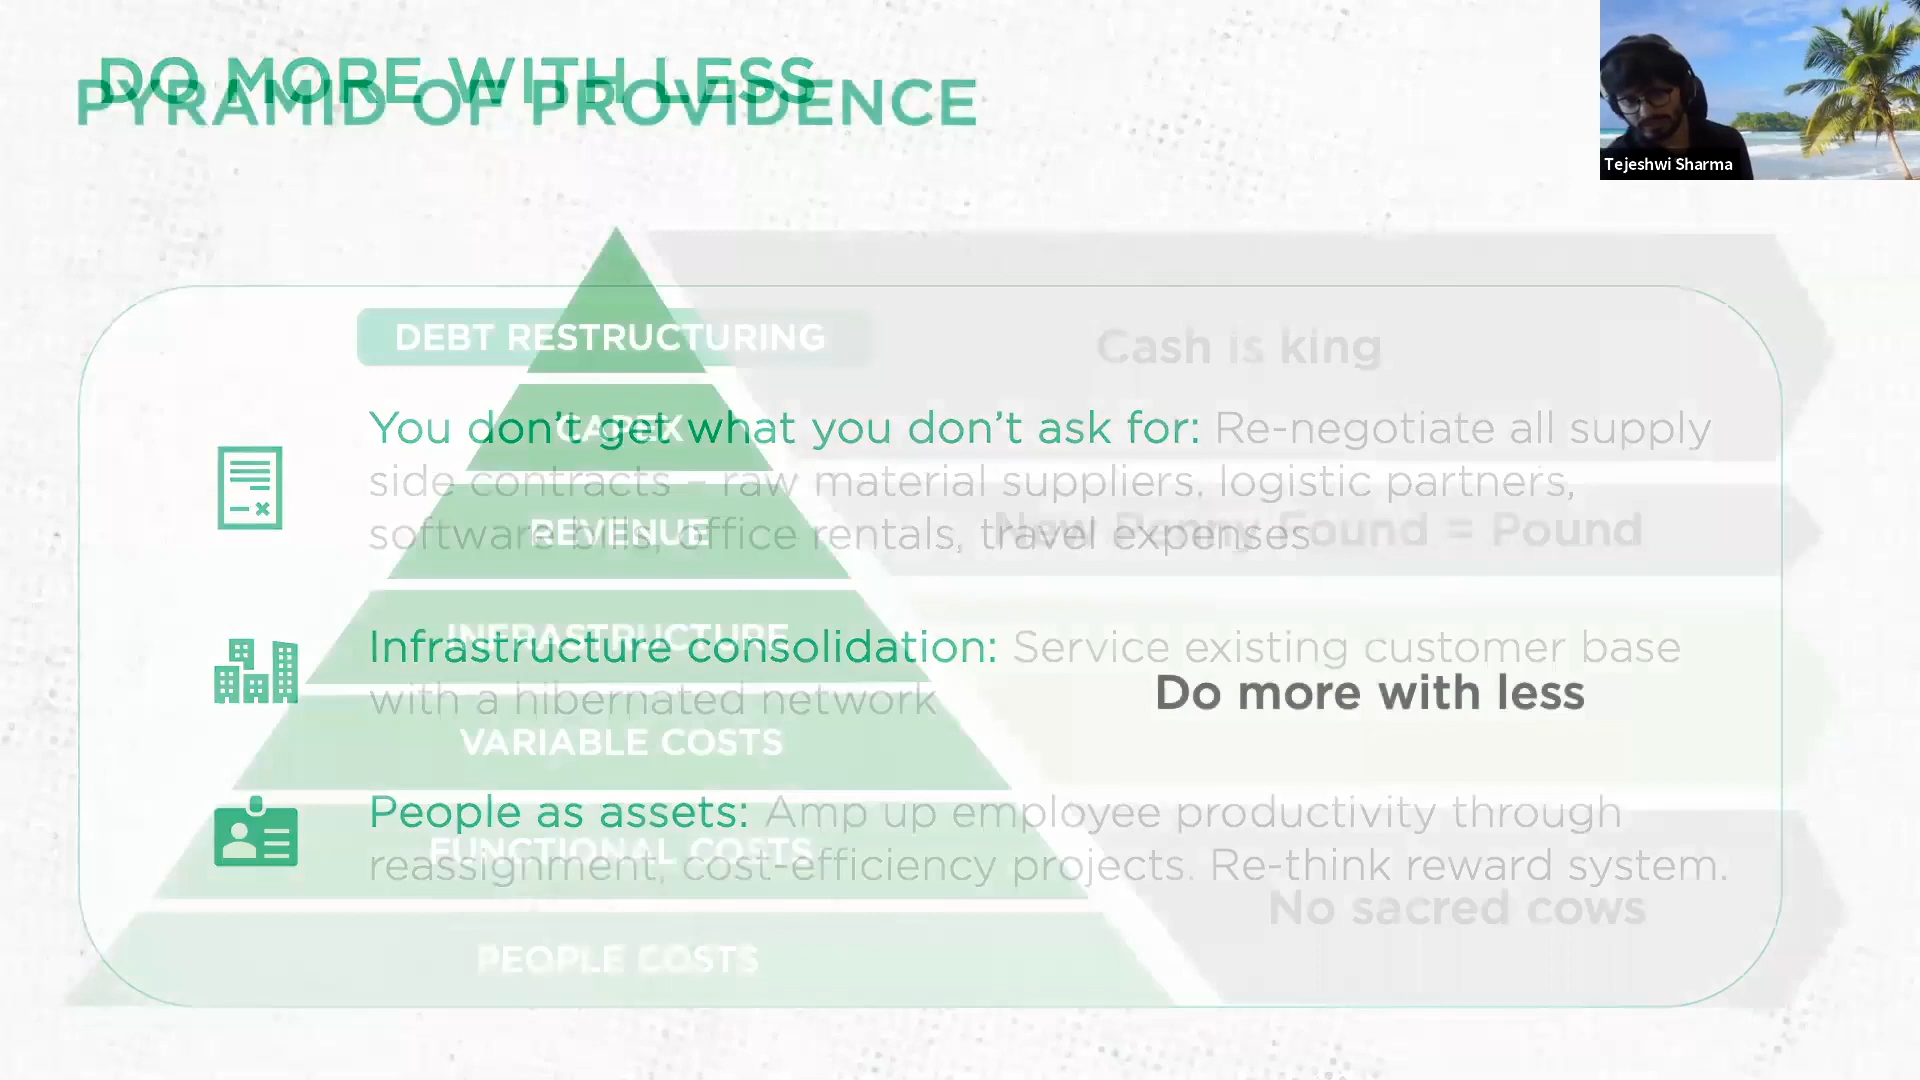 DO MORE WITH LESS
PYRAMID OF PROVIDENCE
Tejeshwi Sharma
DEBT RESTRUCTURING
Cash is king
CAPEX
You don’t get what you don’t ask for: Re-negotiate all supply
side contracts – raw material suppliers, logistic partners,
software bills, office rentals, travel expenses
REVENUE
New Penny Found = Pound
INFRASTRUCTURE
Infrastructure consolidation: Service existing customer base
with a hibernated network
Do more with less
VARIABLE COSTS
People as assets: Amp up employee productivity through
reassignment, cost-efficiency projects. Re-think reward system.
FUNCTIONAL COSTS
No sacred cows
PEOPLE COSTS